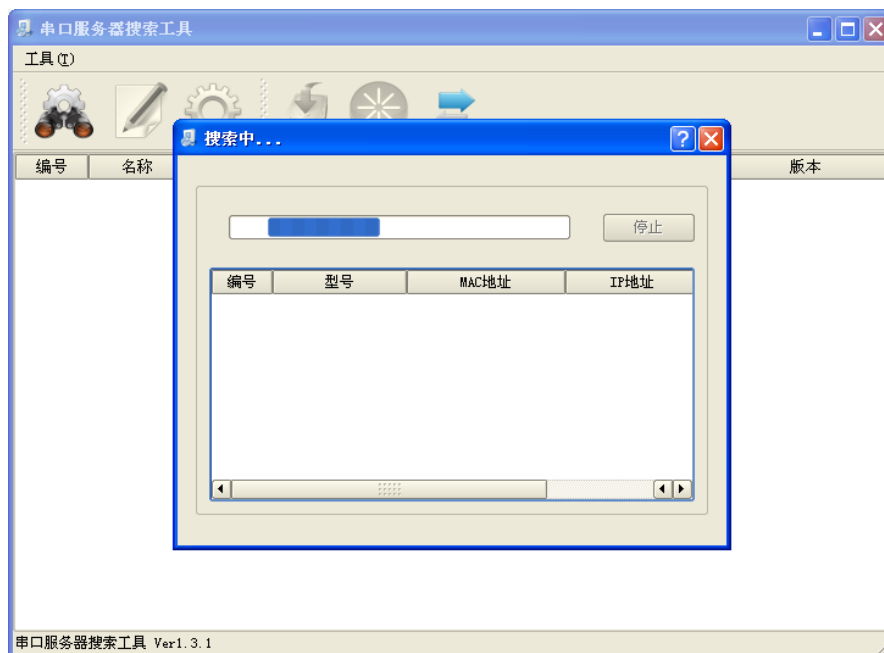 串口服务器搜索工具
工具(T)
搜索中...
编号 名称 版本
停止
编号 型号 MAC地址 IP地址
串口服务器搜索工具 Ver1.3.1